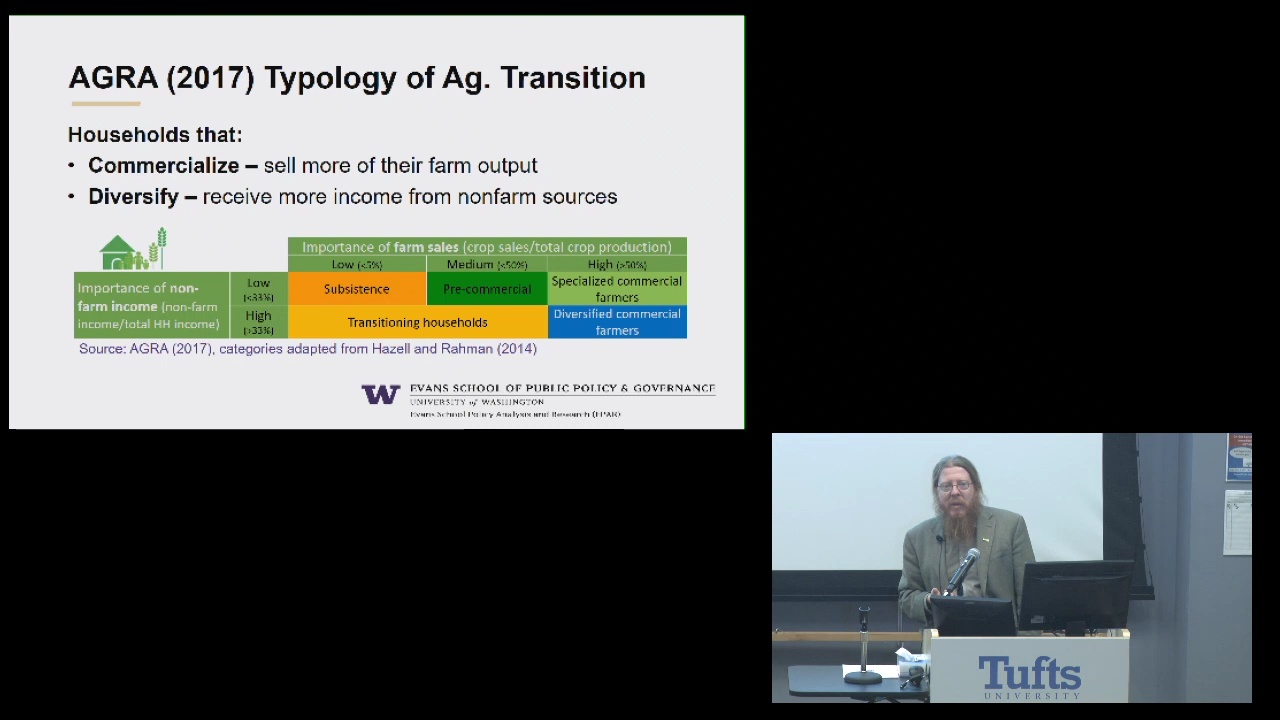 AGRA (2017) Typology of Ag. Transition
Households that:
• Commercialize – sell more of their farm output
• Diversify – receive more income from nonfarm sources
Importance of farm sales (crop sales/total crop production)
Low (<5%) Medium (<50%) High (>50%)
Importance of non-
farm income (non-farm
income/total HH income)
Low
(<33%)
Subsistence
Pre-commercial
Specialized commercial
farmers
High
(>33%)
Transitioning households
Diversified commercial
farmers
Source: AGRA (2017), categories adapted from Hazell and Rahman (2014)
W
EVANS SCHOOL OF PUBLIC POLICY & GOVERNANCE
UNIVERSITY of WASHINGTON
Evans School Policy Analysis and Research (EPAR)
Tufts
UNIVERSITY